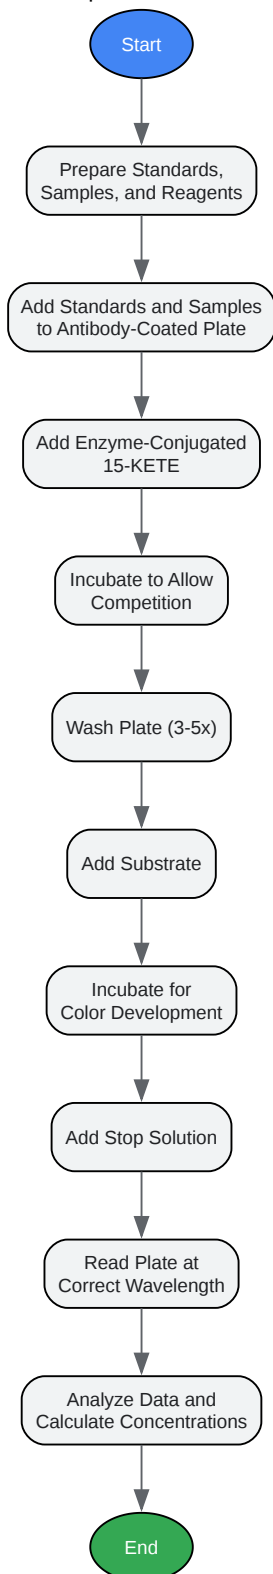 Start
Prepare Standards,
Samples, and Reagents
Add Standards and Samples
to Antibody-Coated Plate
Add Enzyme-Conjugated
15-KETE
Incubate to Allow
Competition
Wash Plate (3-5x)
Add Substrate
Incubate for
Color Development
Add Stop Solution
Read Plate at
Correct Wavelength
Analyze Data and
Calculate Concentrations
End